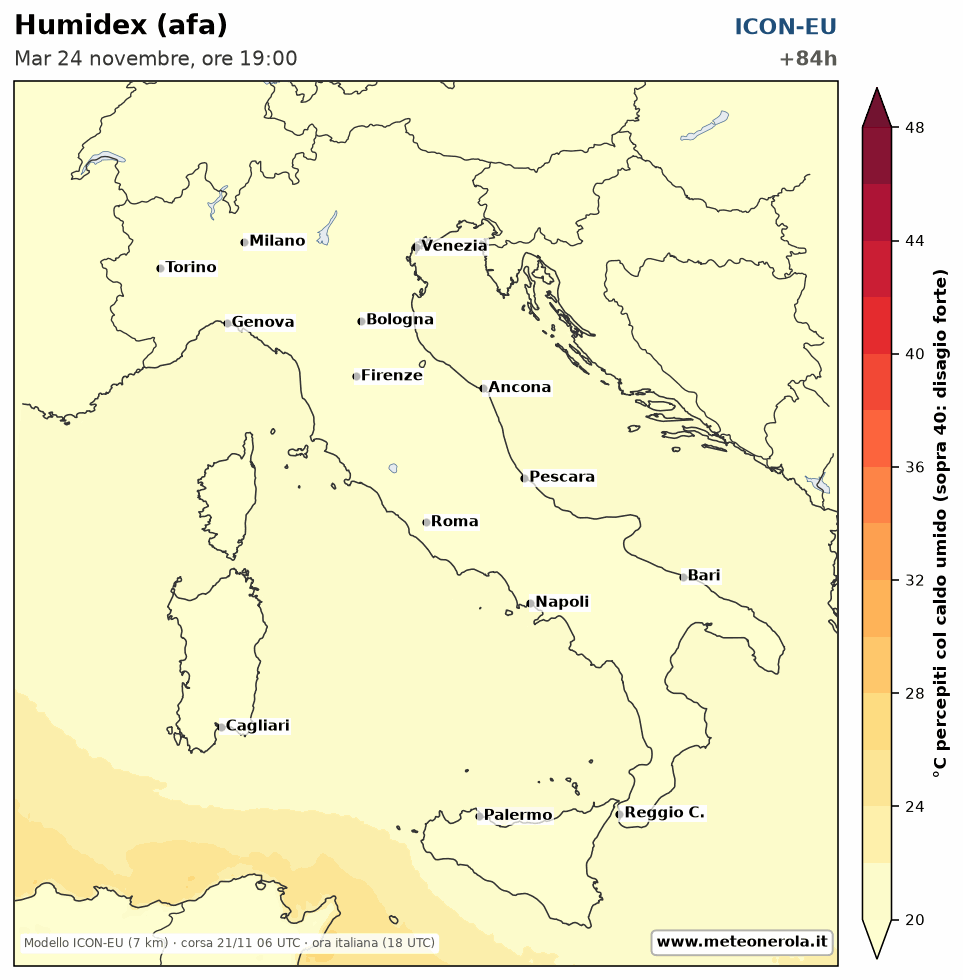 Humidex (afa)
ICON-EU
Mar 24 novembre, ore 19:00
+84h
48
44
40
36
32
28
24
20
°C percepiti col caldo umido (sopra 40: disagio forte)
Milano
Venezia
Torino
Genova
Bologna
Firenze
Ancona
Pescara
Roma
Bari
Napoli
Cagliari
Palermo
Reggio C.
Modello ICON-EU (7 km) · corsa 21/11 06 UTC · ora italiana (18 UTC)
www.meteonerola.it